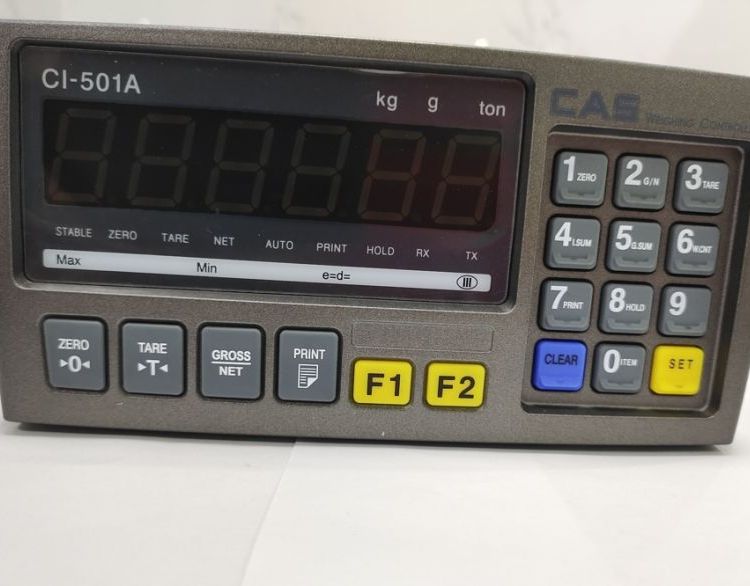 CI-501A
kg g ton
CAS WEIGHING CONTROL
STABLE ZERO TARE NET AUTO PRINT HOLD RX TX
Max Min e=d= III
1 ZERO 2 G/N 3 TARE
4 I.SUM 5 G.SUM 6 W.CNT
7 PRINT 8 HOLD 9
CLEAR 0 ITEM SET
ZERO TARE GROSS PRINT
▸0◂ ▸T◂ NET F1 F2